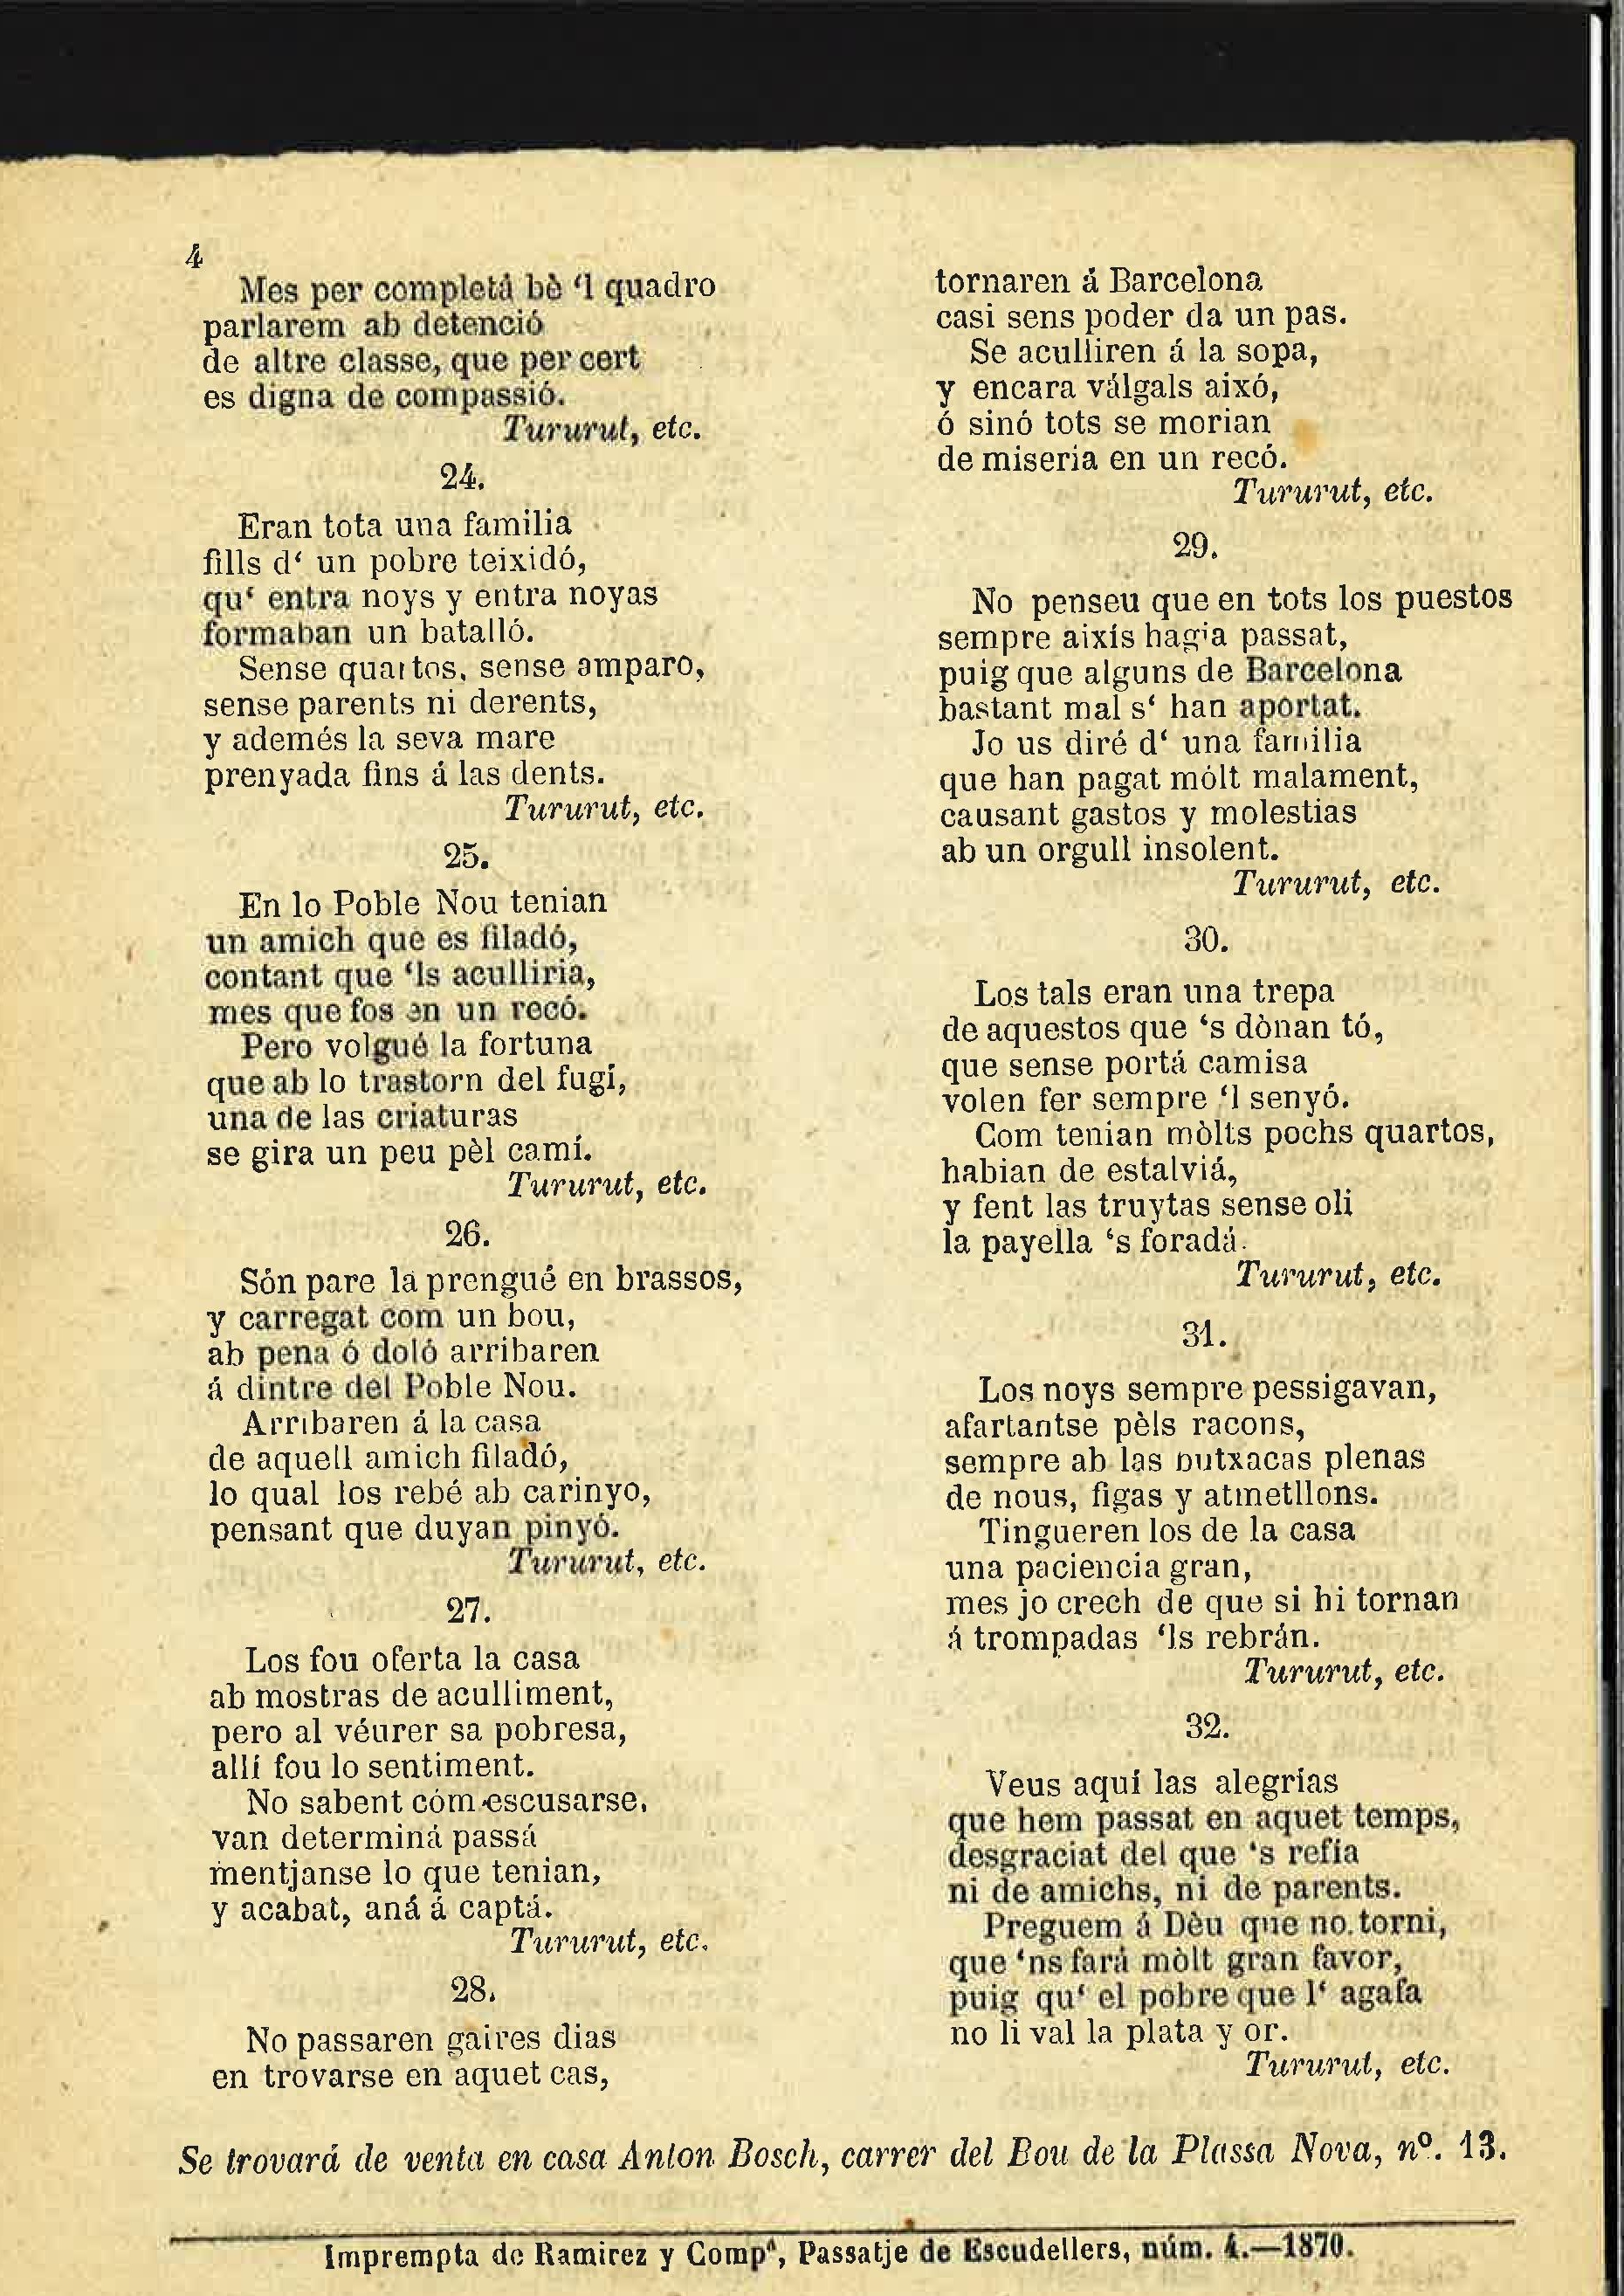 4
Mes per completá bè ‘l quadro
parlarem ab detenció
de altre classe, que per cert
es digna de compassió.
Tururut, etc.
24.
Eran tota una familia
fills d‘ un pobre teixidó,
qu‘ entra noys y entra noyas
formaban un batalló.
Sense quartos, sense amparo,
sense parents ni derents,
y además la seva mare
prenyada fins á las dents.
Tururut, etc.
25.
En lo Poble Nou tenian
un amich que es filadó,
contant que ‘ls aculliria,
mes que fos en un recó.
Pero volgué la fortuna
que ab lo trastorn del fugí,
una de las criaturas
se gira un peu pèl camí.
Tururut, etc.
26.
Són pare la prengué en brassos,
y carregat com un bou,
ab pena ó doló arribaren
á dintre del Poble Nou.
Arribaren á la casa
de aquell amich filadó,
lo qual los rebé ab carinyo,
pensant que duyan pinyó.
Tururut, etc.
27.
Los fou oferta la casa
ab mostras de aculliment,
pero al véurer sa pobresa,
allí fou lo sentiment.
No sabent cóm escusarse,
van determiná passá
mentjanse lo que tenian,
y acabat, aná á captá.
Tururut, etc.
28.
No passaren gaires dias
en trovarse en aquet cas,
tornaren á Barcelona
casi sens poder da un pas.
Se aculliren á la sopa,
y encara válgals aixó,
ó sinó tots se morian
de miseria en un recó.
Tururut, etc.
29.
No penseu que en tots los puestos
sempre aixís hagia passat,
puig que alguns de Barcelona
bastant mal s‘ han aportat.
Jo us diré d‘ una familia
que han pagat mólt malament,
causant gastos y molestias
ab un orgull insolent.
Tururut, etc.
30.
Los tals eran una trepa
de aquestos que ‘s dònan tó,
que sense portá camisa
volen fer sempre ‘l senyó.
Com tenian mòlts pochs quartos,
habian de estalviá,
y fent las truytas sense oli
la payella ‘s foradá.
Tururut, etc.
31.
Los noys sempre pessigavan,
afartantse pèls racons,
sempre ab las butxacas plenas
de nous, figas y atmetllons.
Tingueren los de la casa
una paciencia gran,
mes jo crech de que si hi tornan
á trompadas ‘ls rebrán.
Tururut, etc.
32.
Veus aquí las alegrías
que hem passat en aquet temps,
desgraciat del que ‘s refía
ni de amichs, ni de parents.
Preguem á Dèu que no torni,
que ‘ns fará mòlt gran favor,
puig qu‘ el pobre que l‘ agafa
no li val la plata y or.
Tururut, etc.
Se trovará de venta en casa Anton Bosch, carrer del Bou de la Plassa Nova, nº. 13.
Imprempta de Ramirez y Compª, Passatje de Escudellers, núm. 4.—1870.